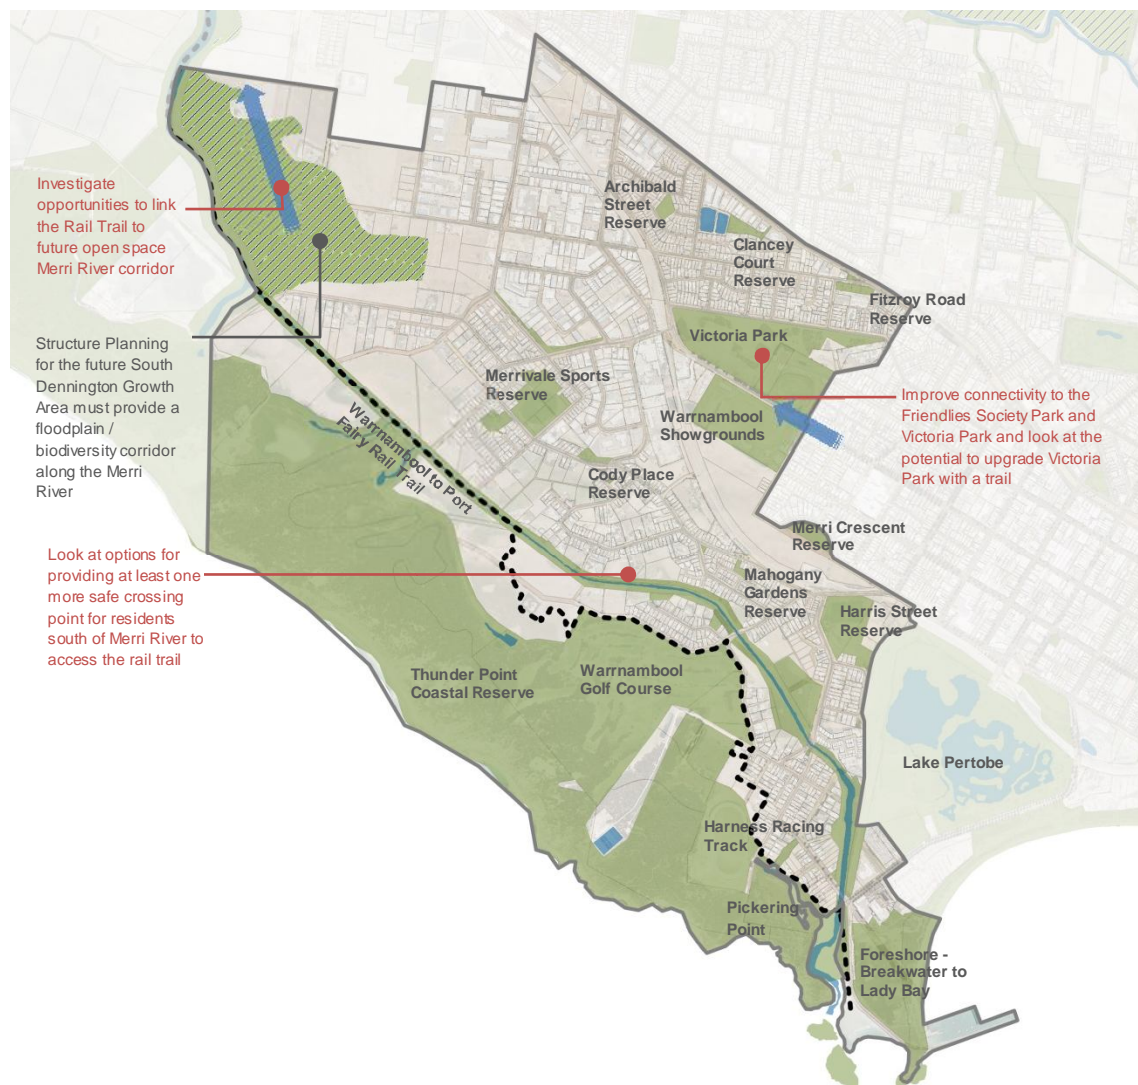 Archibald
Street
Reserve
Investigate
opportunities to link
the Rail Trail to
future open space
Merri River corridor
Clancey
Court
Reserve
Fitzroy Road
Reserve
Victoria Park
Structure Planning
for the future South
Dennington Growth
Area must provide a
floodplain /
biodiversity corridor
along the Merri
River
Merrivale Sports
Reserve
Improve connectivity to the
Friendlies Society Park and
Victoria Park and look at the
potential to upgrade Victoria
Park with a trail
Warrnambool
Showgrounds
Warrnambool to Port
Fairy Rail Trail
Cody Place
Reserve
Merri Crescent
Reserve
Look at options for
providing at least one
more safe crossing
point for residents
south of Merri River to
access the rail trail
Mahogany
Gardens
Reserve
Harris Street
Reserve
Thunder Point
Coastal Reserve
Warrnambool
Golf Course
Lake Pertobe
Harness Racing
Track
Pickering
Point
Foreshore -
Breakwater to
Lady Bay